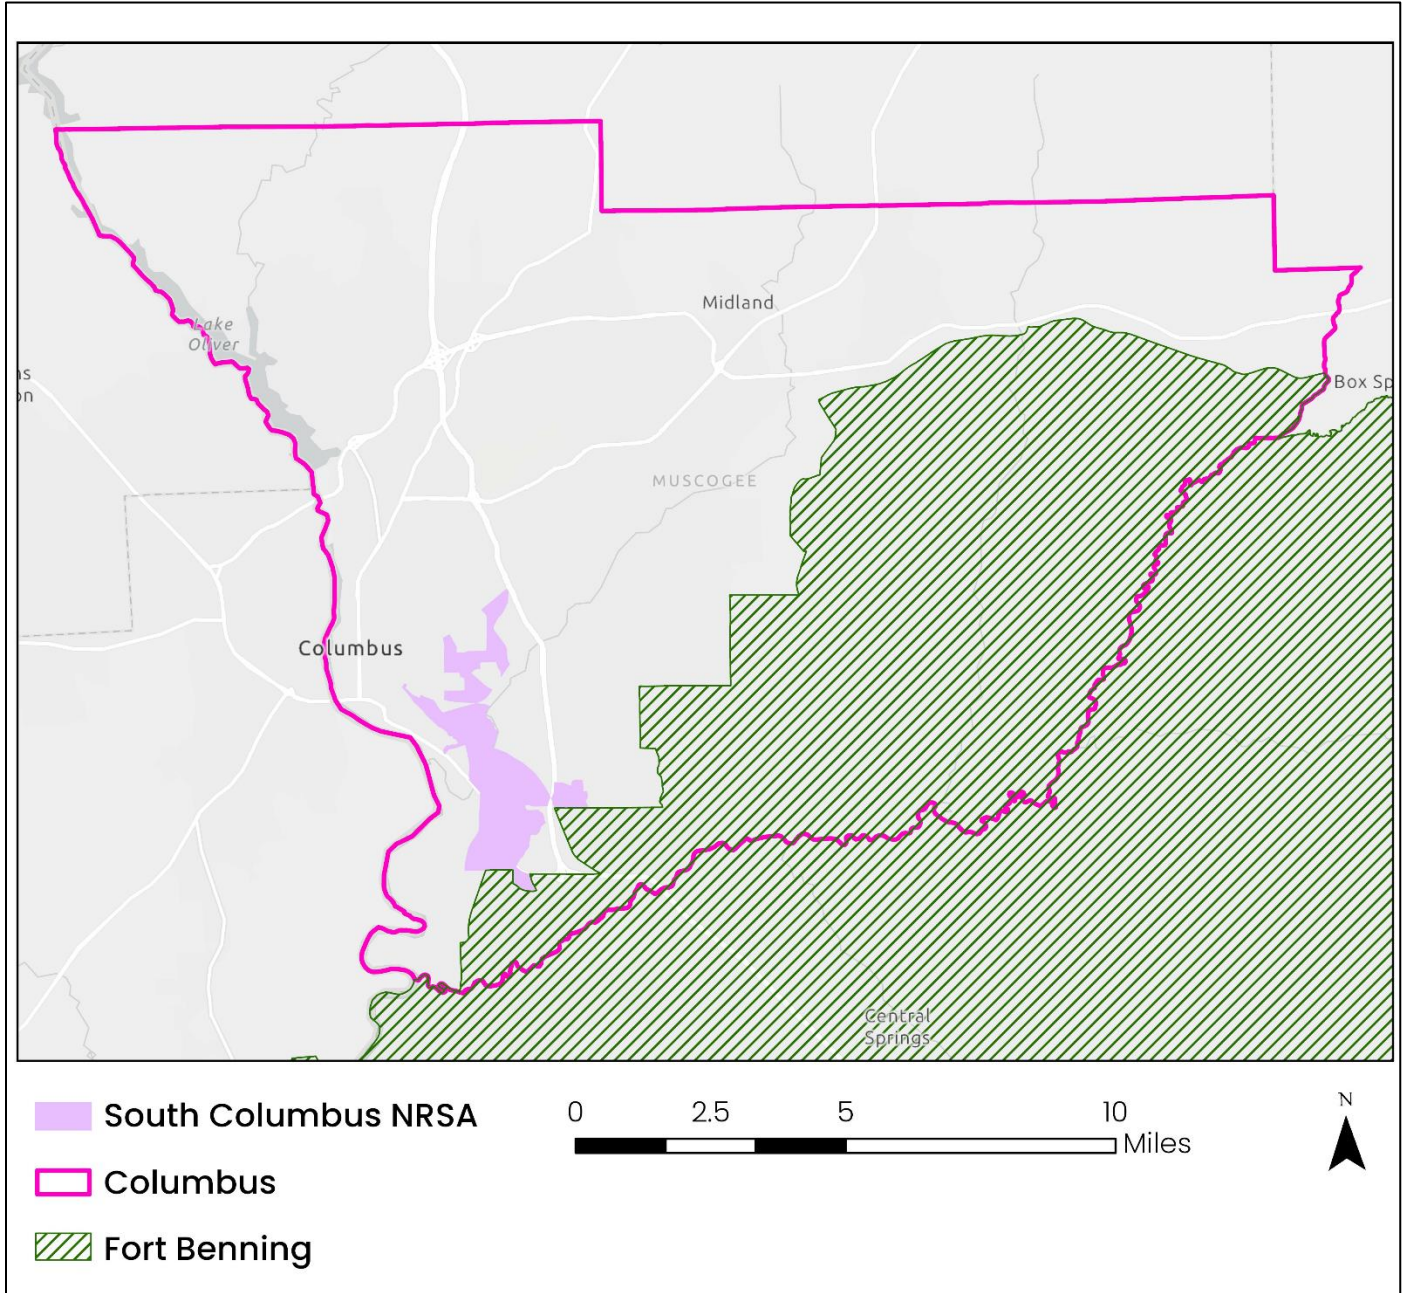 Lake
Oliver
Midland
Box Sp
MUSCOGEE
Columbus
Central
Springs
South Columbus NRSA
Columbus
Fort Benning
0 2.5 5 10
Miles
N